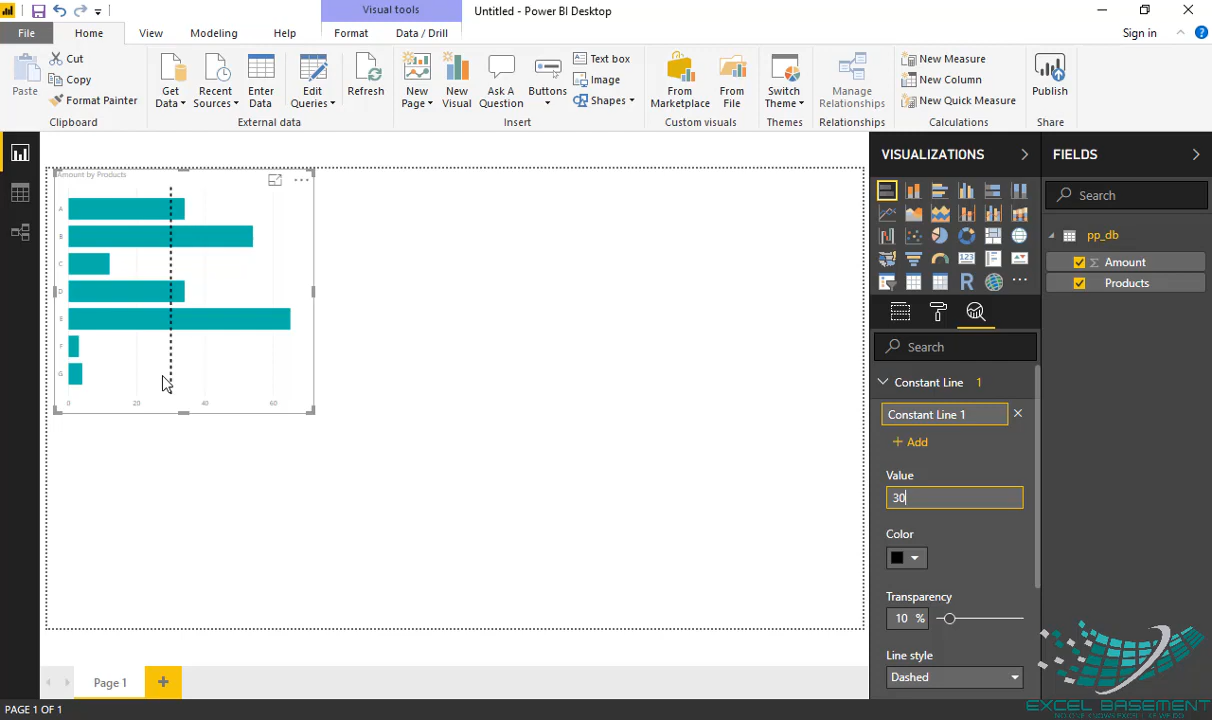 Visual tools
Untitled - Power BI Desktop
File
Home
View
Modeling
Help
Format
Data / Drill
Sign in
Paste
Cut
Copy
Format Painter
Clipboard
Get Data
Recent Sources
Enter Data
Edit Queries
Refresh
External data
New Page
New Visual
Ask A Question
Buttons
Text box
Image
Shapes
Insert
From Marketplace
From File
Custom visuals
Switch Theme
Themes
Manage Relationships
Relationships
New Measure
New Column
New Quick Measure
Calculations
Publish
Share
Amount by Products
A
B
C
D
E
F
G
0 20 40 60
VISUALIZATIONS
R
123
Search
Constant Line 1
Constant Line 1
+ Add
Value
30
Color
Transparency
10 %
Line style
Dashed
FIELDS
Search
pp_db
Σ Amount
Products
Page 1
PAGE 1 OF 1
EXCEL BASEMENT